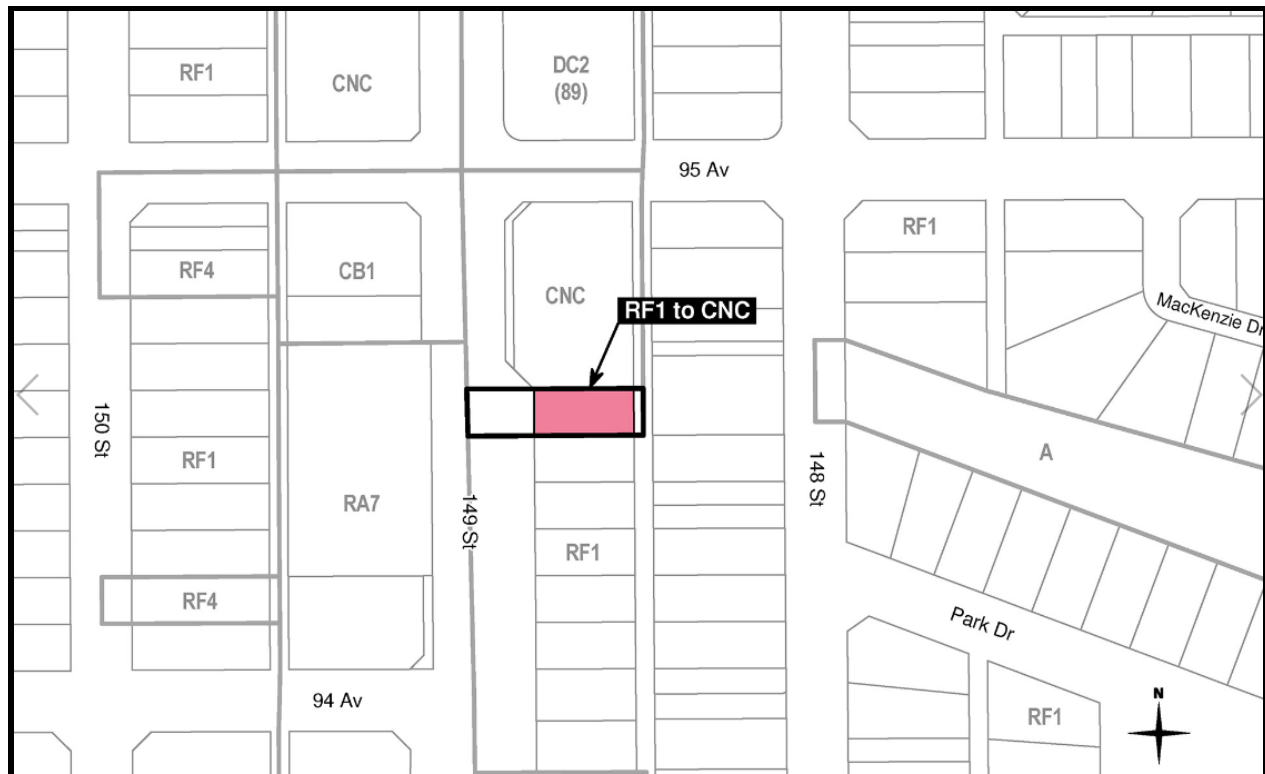 RF1
CNC
DC2
(89)
95 Av
RF1
RF4
CB1
CNC
RF1 to CNC
MacKenzie Dr
150 St
RF1
RA7
149 St
148 St
A
RF1
RF4
Park Dr
94 Av
RF1
N